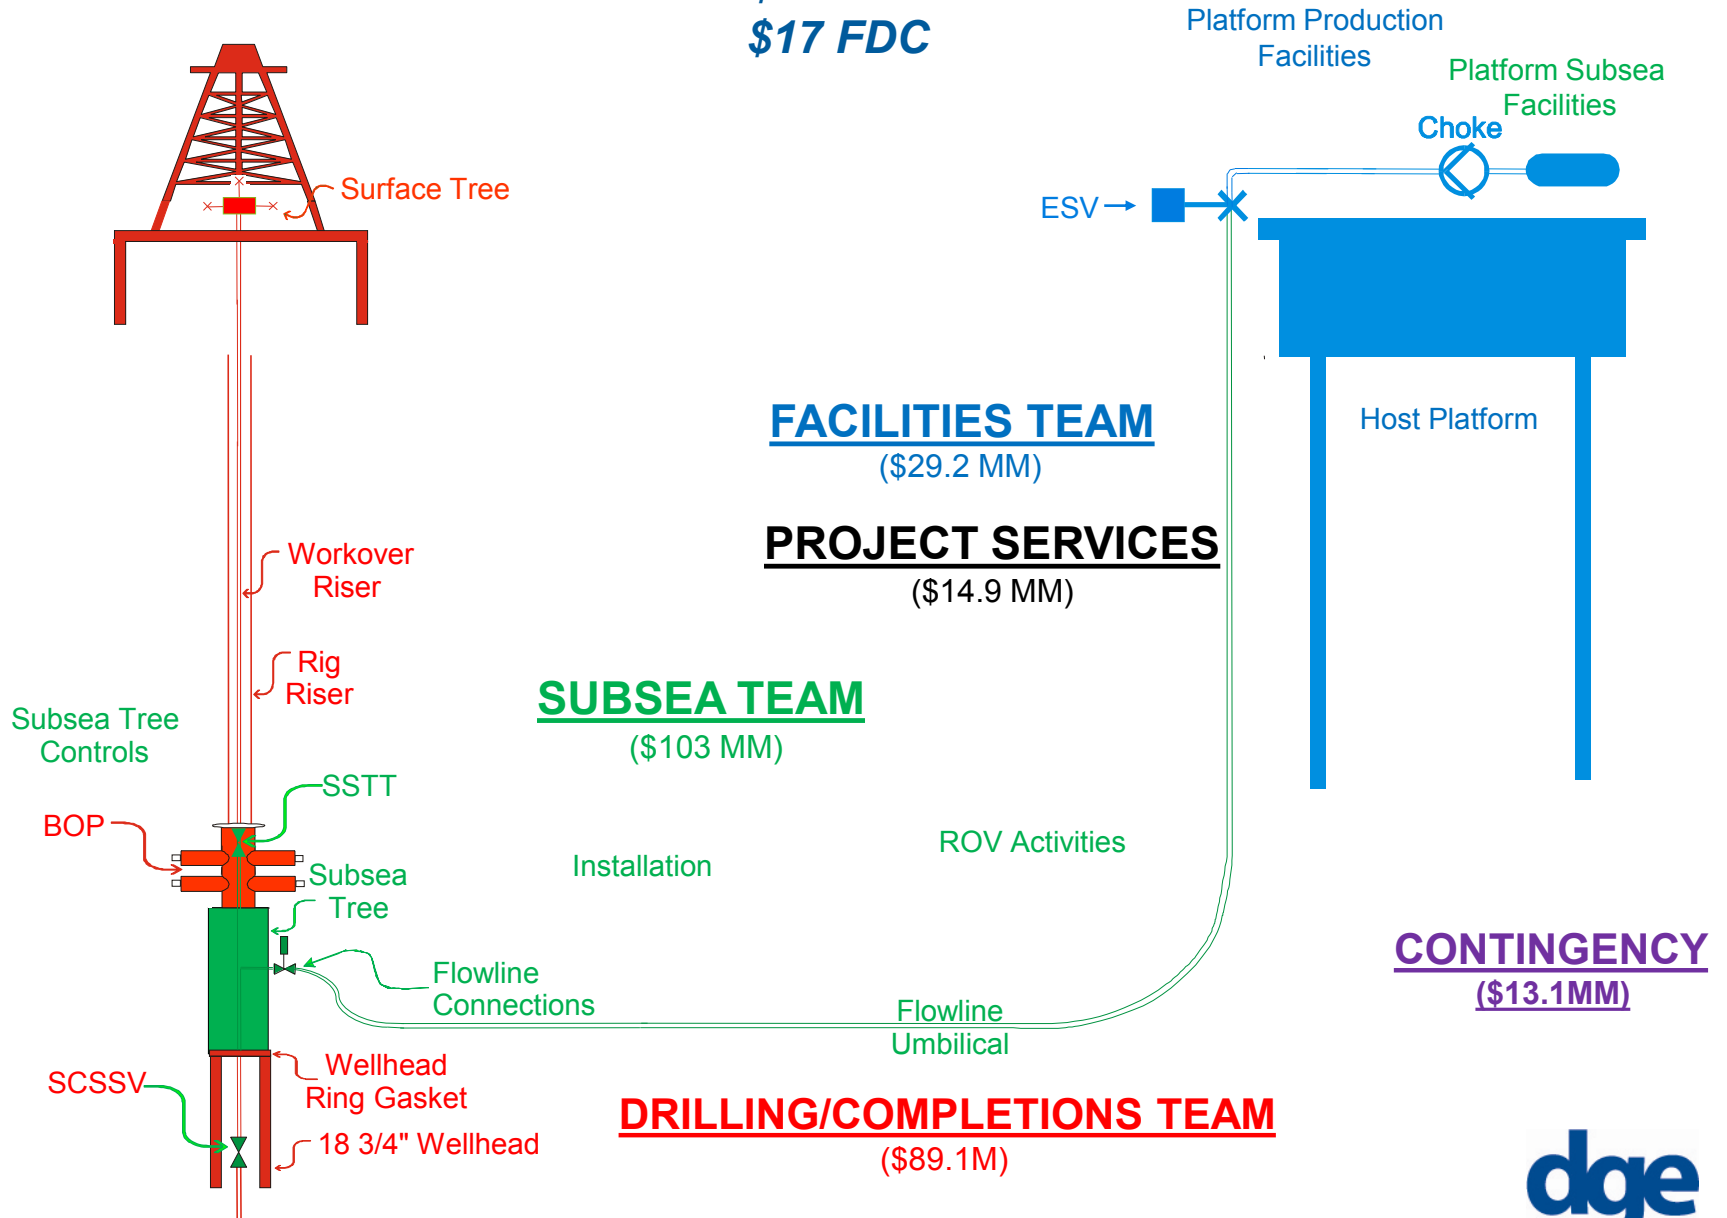 $17 FDC
Platform Production
Facilities
Platform Subsea
Facilities
Choke
Surface Tree
ESV
FACILITIES TEAM
($29.2 MM)
Host Platform
PROJECT SERVICES
($14.9 MM)
Workover
Riser
Rig
Riser
SUBSEA TEAM
($103 MM)
Subsea Tree
Controls
SSTT
BOP
ROV Activities
Installation
Subsea
Tree
CONTINGENCY
($13.1MM)
Flowline
Connections
Flowline
Umbilical
Wellhead
Ring Gasket
SCSSV
DRILLING/COMPLETIONS TEAM
($89.1M)
18 3/4" Wellhead
dge